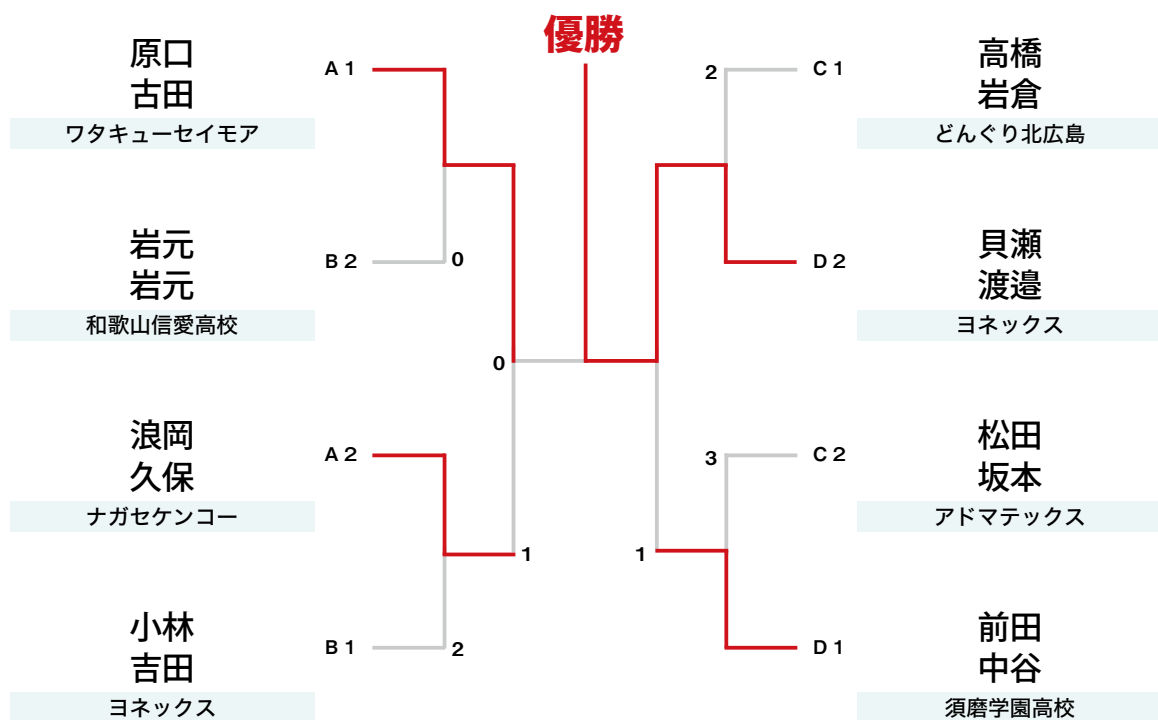 優勝
原口
古田
ワタキューセイモア
A 1
岩元
岩元
和歌山信愛高校
B 2
0
浪岡
久保
ナガセケンコー
A 2
小林
吉田
ヨネックス
B 1
2
0
1
高橋
岩倉
どんぐり北広島
C 1
2
貝瀬
渡邉
ヨネックス
D 2
松田
坂本
アドマテックス
C 2
3
前田
中谷
須磨学園高校
D 1
1